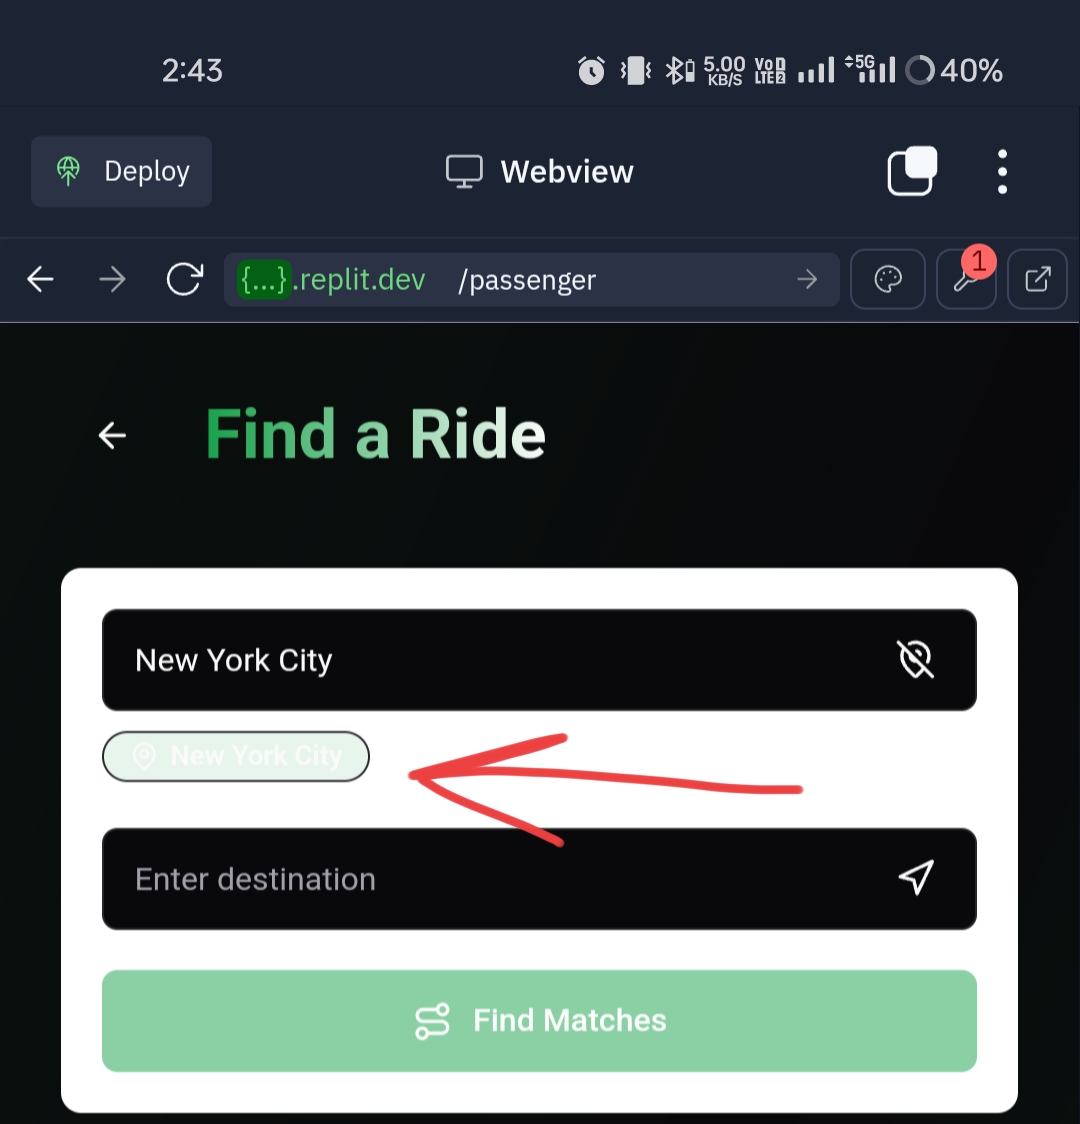 2:43 5.00 KB/S VoD LTE2 5G 40%
Deploy Webview
{...}.replit.dev /passenger 1
Find a Ride
New York City
New York City
Enter destination
Find Matches